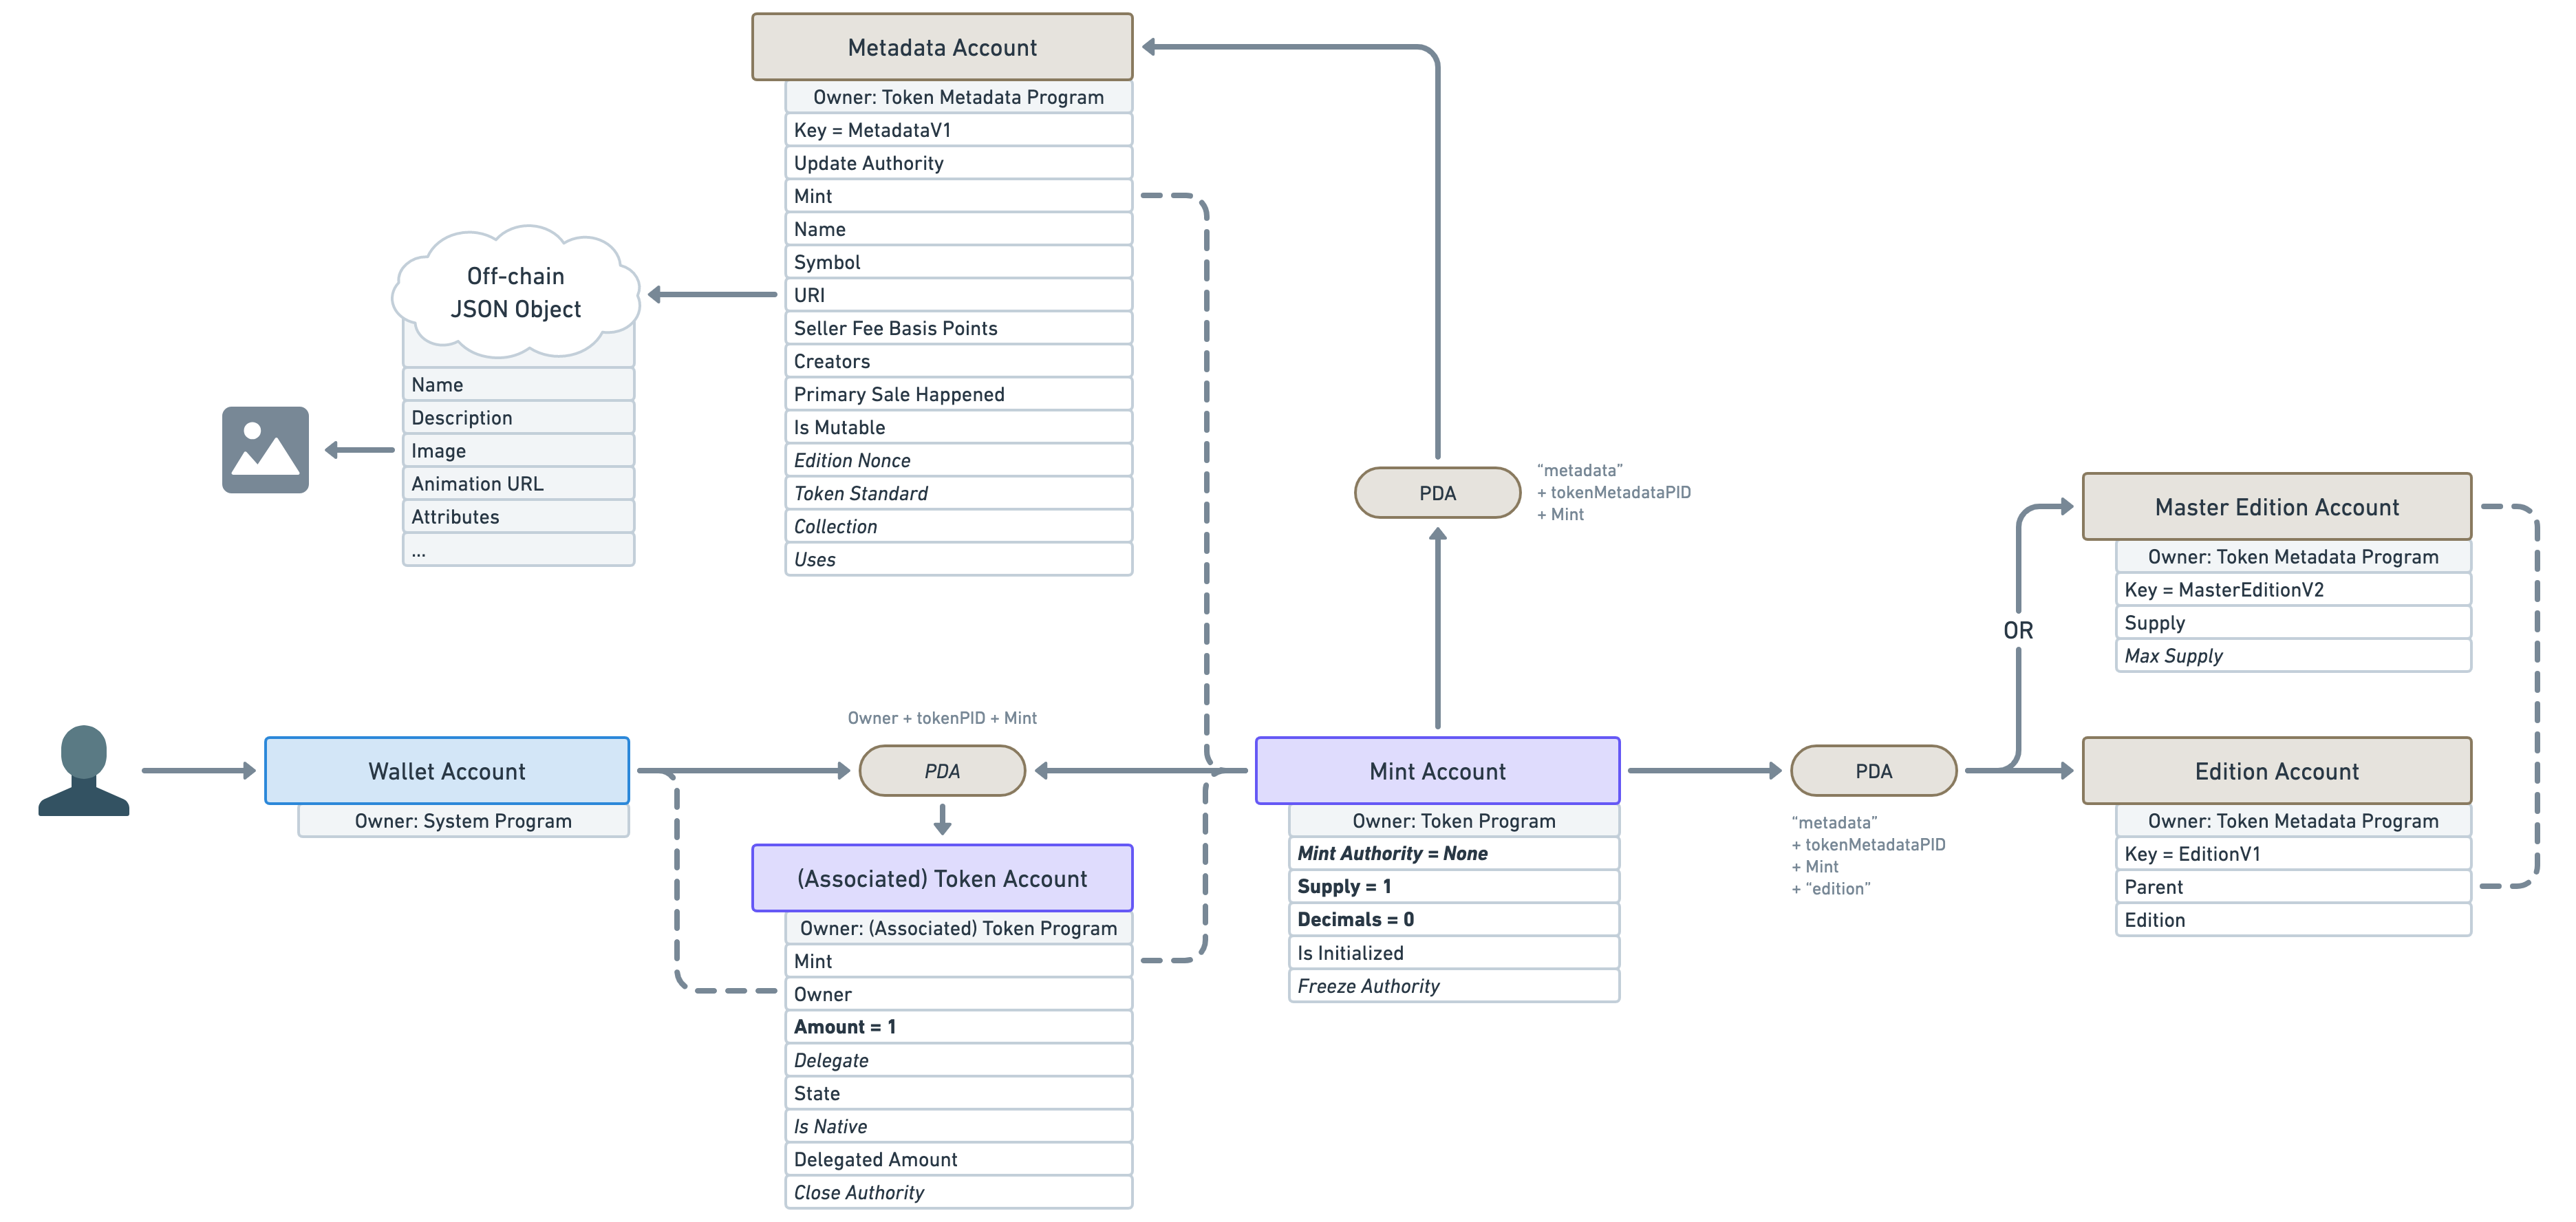 Metadata Account
Owner: Token Metadata Program
Key = MetadataV1
Update Authority
Mint
Name
Symbol
URI
Seller Fee Basis Points
Creators
Primary Sale Happened
Is Mutable
Edition Nonce
Token Standard
Collection
Uses
Off-chain
JSON Object
Name
Description
Image
Animation URL
Attributes
...
PDA
“metadata”
+ tokenMetadataPID
+ Mint
Master Edition Account
Owner: Token Metadata Program
Key = MasterEditionV2
Supply
Max Supply
OR
Wallet Account
Owner: System Program
Owner + tokenPID + Mint
PDA
(Associated) Token Account
Owner: (Associated) Token Program
Mint
Owner
Amount = 1
Delegate
State
Is Native
Delegated Amount
Close Authority
Mint Account
Owner: Token Program
Mint Authority = None
Supply = 1
Decimals = 0
Is Initialized
Freeze Authority
PDA
“metadata”
+ tokenMetadataPID
+ Mint
+ “edition”
Edition Account
Owner: Token Metadata Program
Key = EditionV1
Parent
Edition